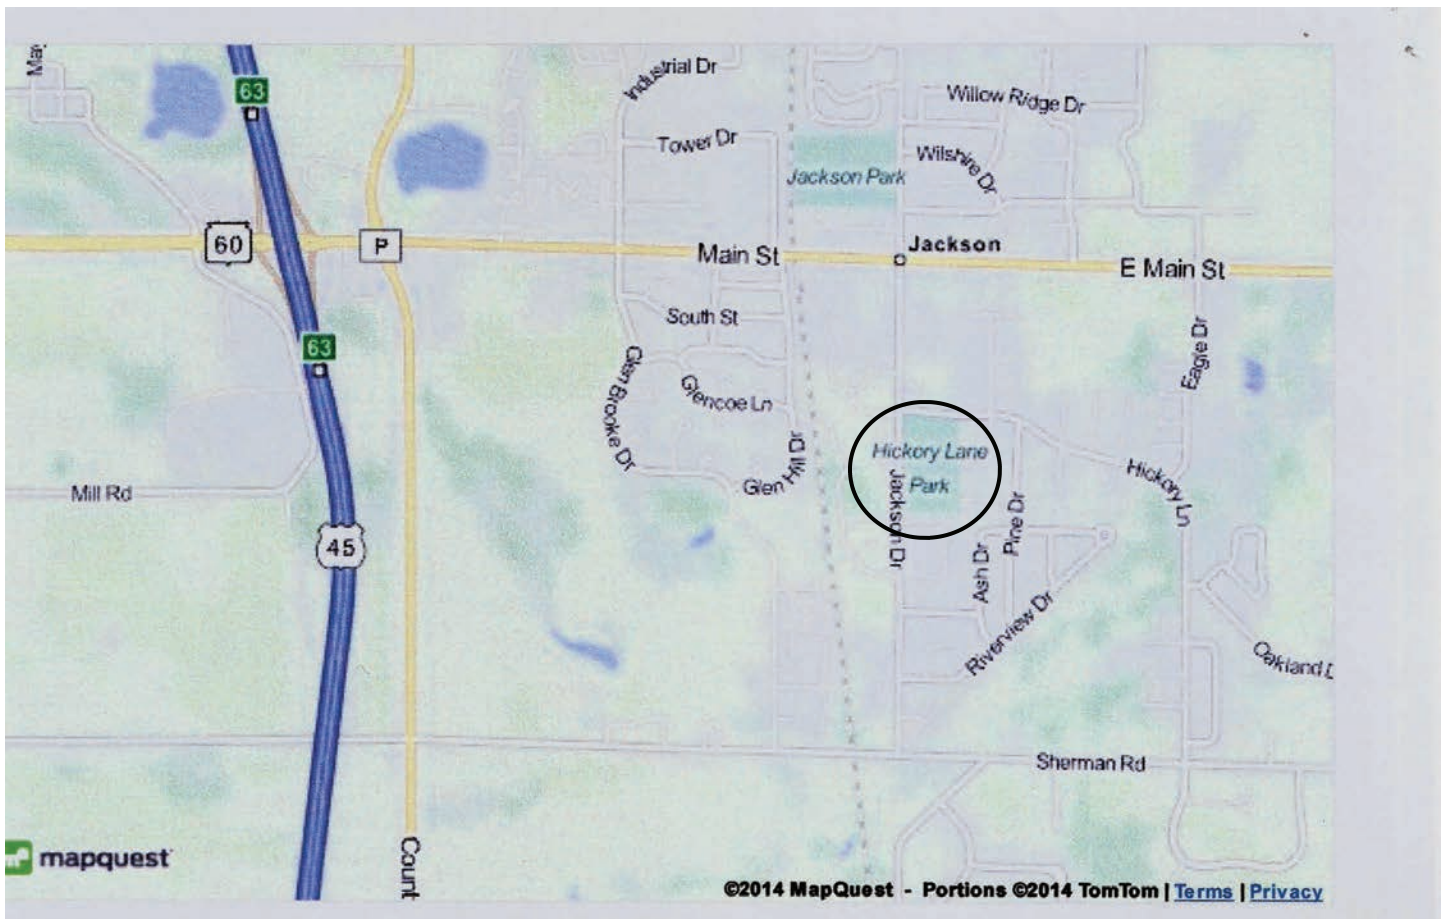 Industrial Dr
63
Willow Ridge Dr
Tower Dr
Wilshire Dr
Jackson Park
60
P
Main St
Jackson
E Main St
South St
63
Glen Brooke Dr
Glencoe Ln
Eagle Dr
Hickory Lane
Park
Glen Hill Dr
Jackson Dr
Hickory Ln
Mill Rd
Pine Dr
45
Ash Dr
Riverview Dr
Oakland D
Sherman Rd
Count
mapquest
©2014 MapQuest - Portions ©2014 TomTom | Terms | Privacy